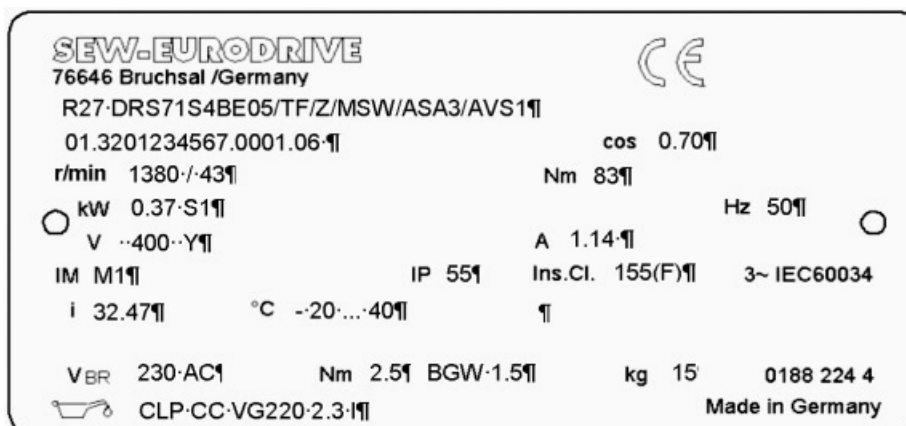 SEW-EURODRIVE CE
76646 Bruchsal /Germany
R27·DRS71S4BE05/TF/Z/MSW/ASA3/AVS1¶
01.3201234567.0001.06·¶ cos 0.70¶
r/min 1380·/·43¶ Nm 83¶
kW 0.37·S1¶ Hz 50¶
V ··400··Y¶ A 1.14·¶
IM M1¶ IP 55¶ Ins.Cl. 155(F)¶ 3~ IEC60034
i 32.47¶ °C -·20·...·40¶ ¶
VBR 230·AC¶ Nm 2.5¶ BGW·1.5¶ kg 15 0188 224 4
CLP·CC·VG220·2.3·l¶ Made in Germany